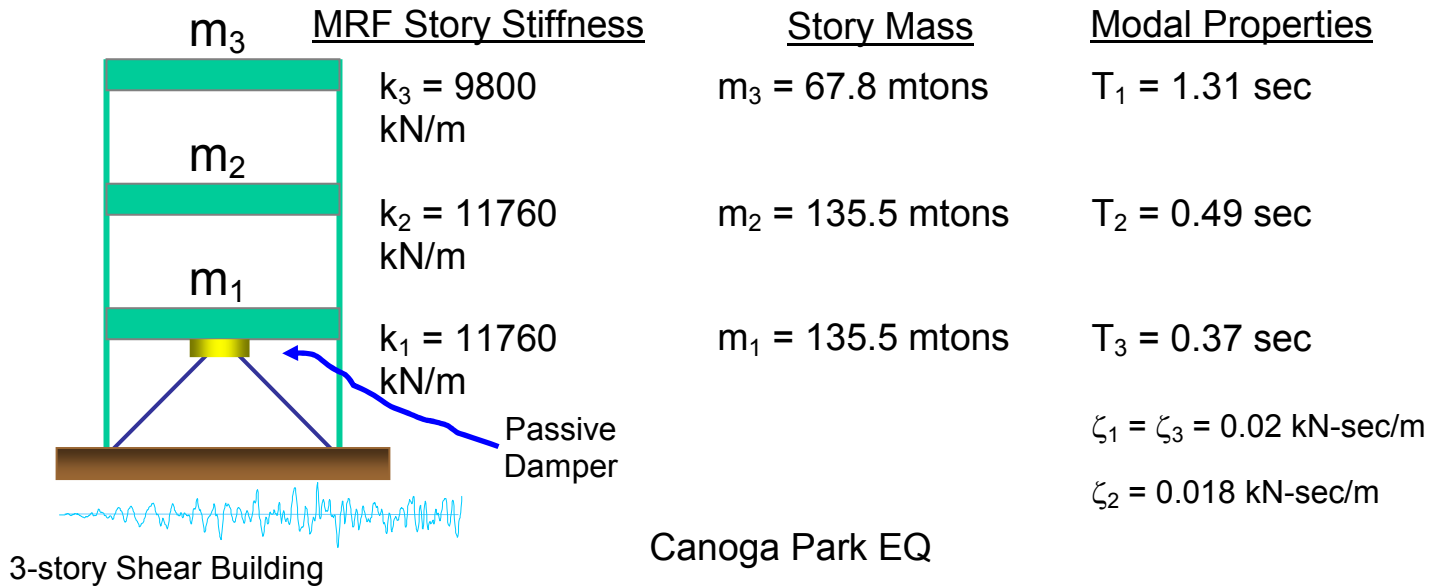 MRF Story Stiffness
Story Mass
Modal Properties
m₃
k₃ = 9800
kN/m
m₃ = 67.8 mtons
T₁ = 1.31 sec
m₂
k₂ = 11760
kN/m
m₂ = 135.5 mtons
T₂ = 0.49 sec
m₁
k₁ = 11760
kN/m
m₁ = 135.5 mtons
T₃ = 0.37 sec
Passive
Damper
ζ₁ = ζ₃ = 0.02 kN-sec/m
ζ₂ = 0.018 kN-sec/m
Canoga Park EQ
3-story Shear Building